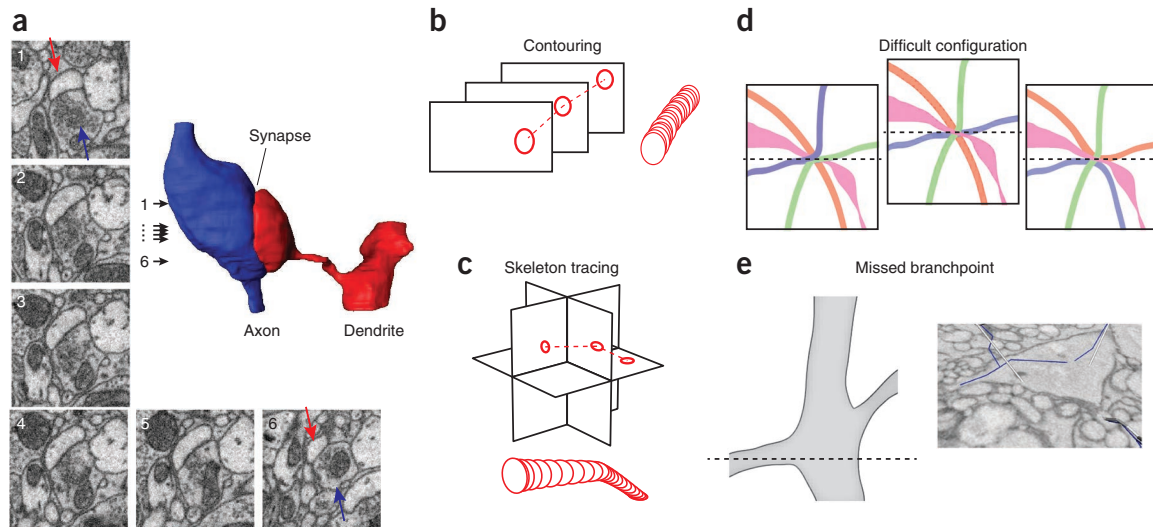 a
1
2
3
4
5
6
Synapse
1
6
Axon
Dendrite
b
Contouring
c
Skeleton tracing
d
Difficult configuration
e
Missed branchpoint